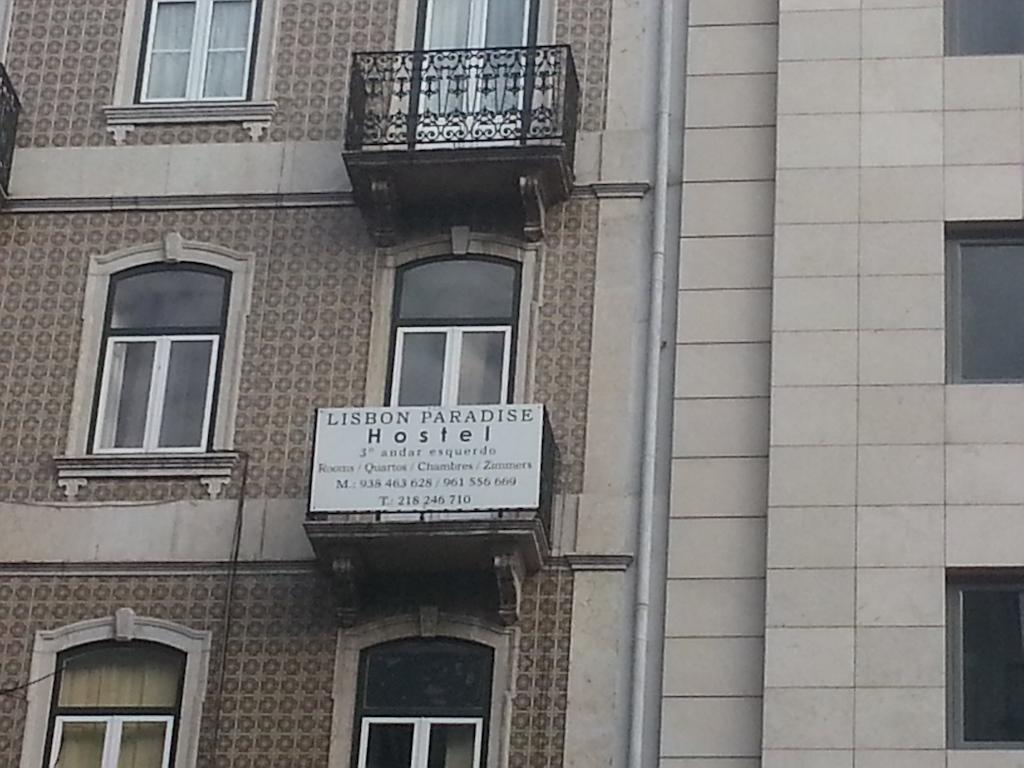 LISBON PARADISE
Hostel
3º andar esquerdo
Rooms / Quartos / Chambres / Zimmers
M.: 938 463 628 / 961 556 669
T.: 218 246 710